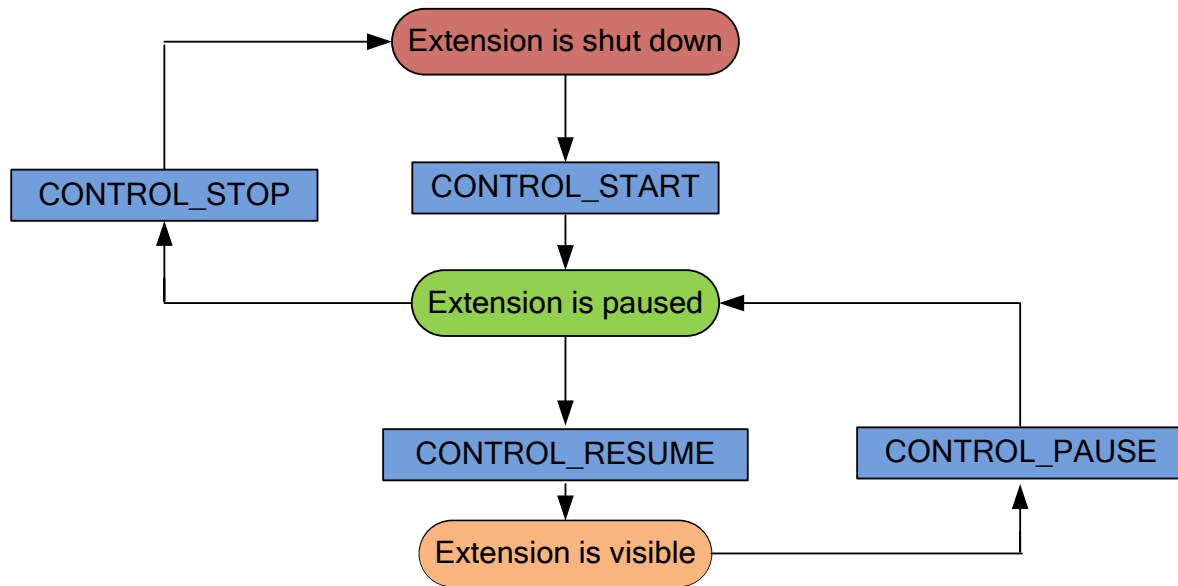 Extension is shut down
CONTROL_STOP
CONTROL_START
Extension is paused
CONTROL_RESUME
CONTROL_PAUSE
Extension is visible